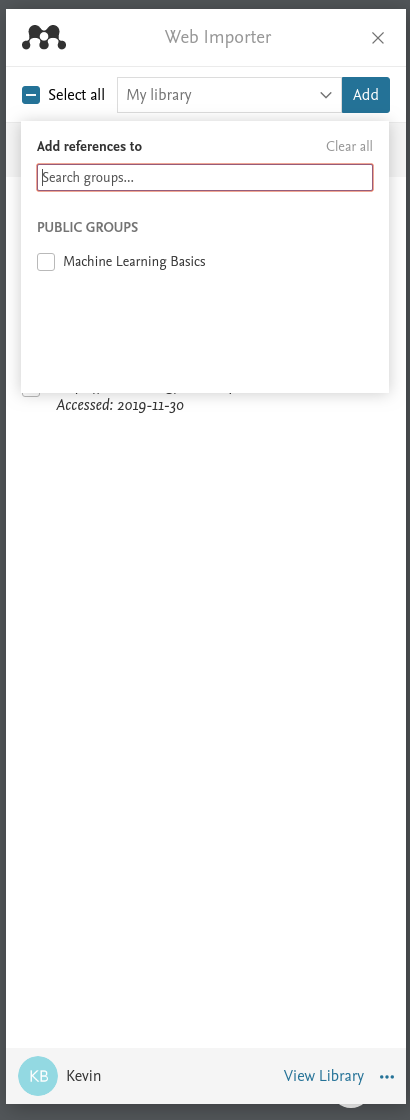 Web Importer
Select all
My library
Add
Add references to
Clear all
Search groups...
PUBLIC GROUPS
Machine Learning Basics
Accessed: 2019-11-30
KB
Kevin
View Library